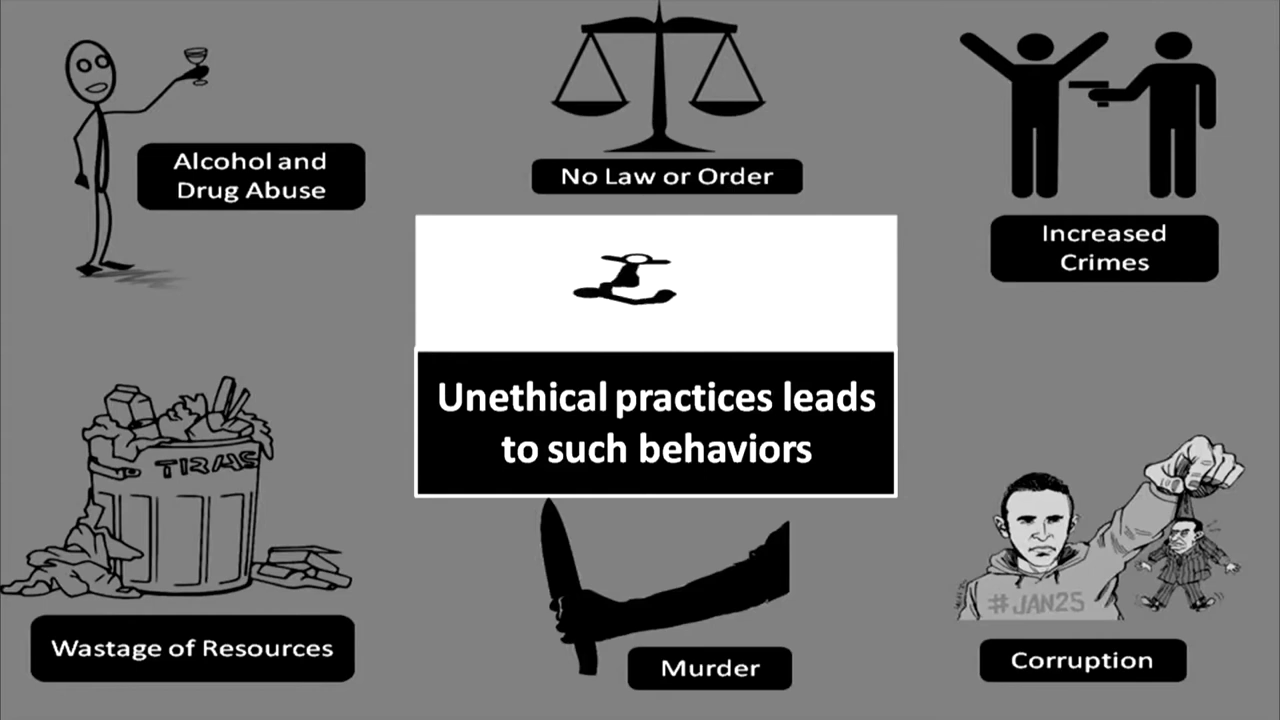 Alcohol and
Drug Abuse
No Law or Order
Increased
Crimes
Unethical practices leads
to such behaviors
TRAS
Wastage of Resources
Murder
#JAN25
Corruption